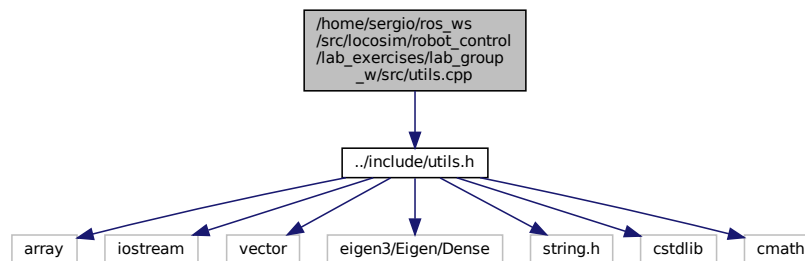 /home/sergio/ros_ws
/src/locosim/robot_control
/lab_exercises/lab_group
_w/src/utils.cpp
../include/utils.h
array
iostream
vector
eigen3/Eigen/Dense
string.h
cstdlib
cmath